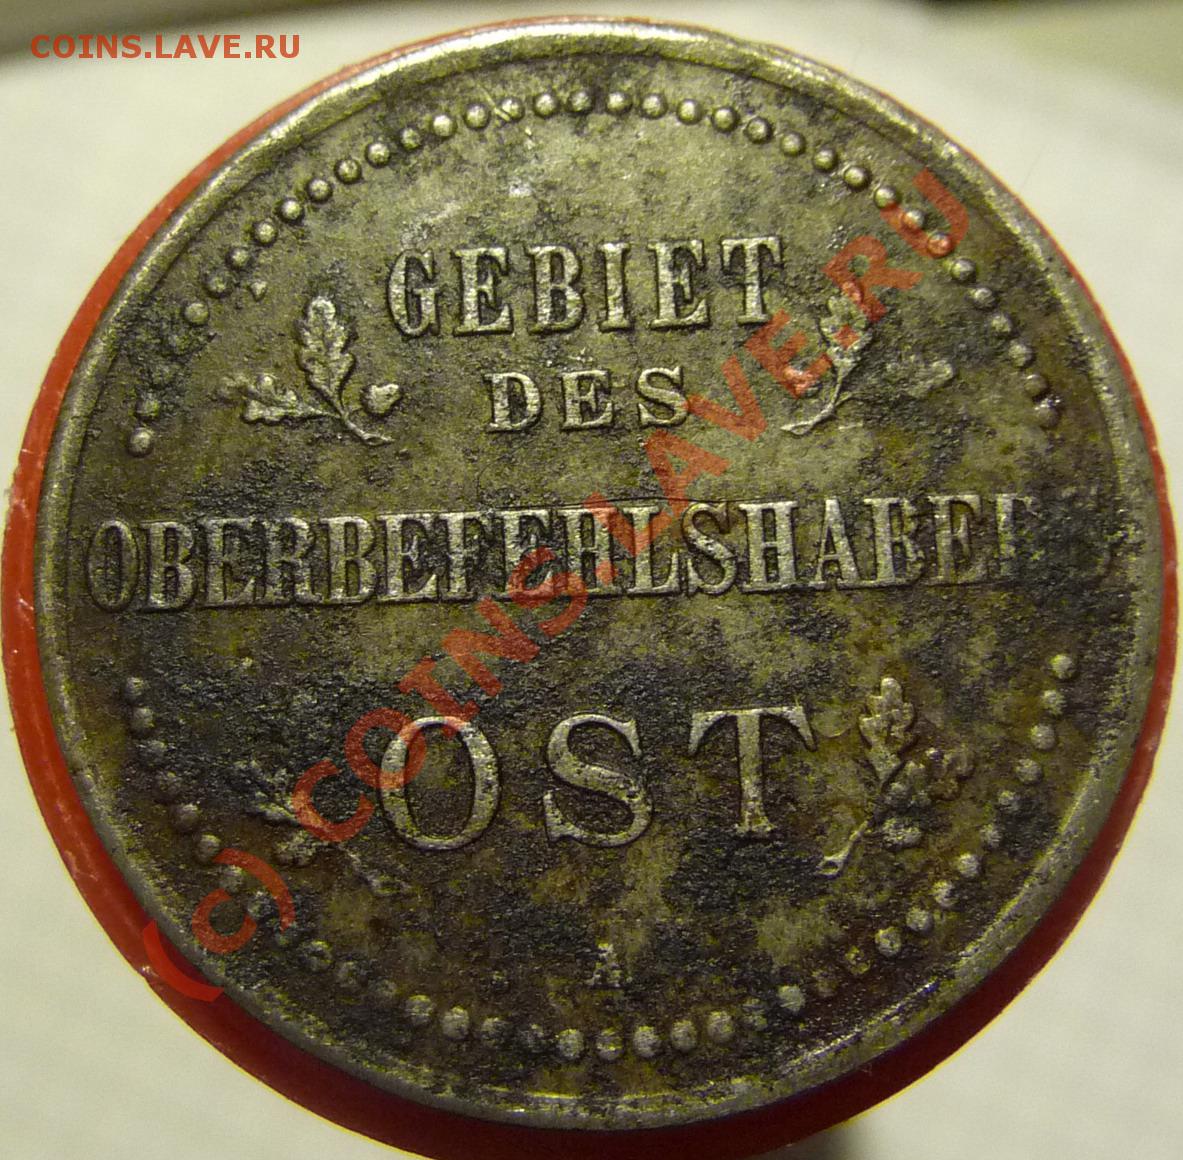 COINS.LAVE.RU
GEBIET
DES
OBERBEFEHLSHABER
OST
A
(c) COINS.LAVE.RU